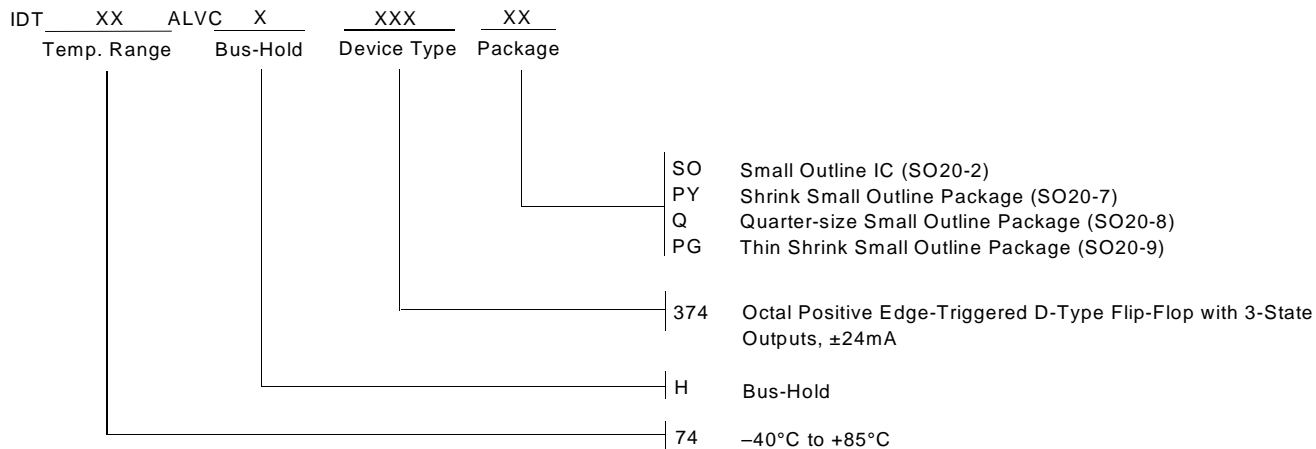 IDT XX ALVC X XXX XX
Temp. Range Bus-Hold Device Type Package
SO Small Outline IC (SO20-2)
PY Shrink Small Outline Package (SO20-7)
Q Quarter-size Small Outline Package (SO20-8)
PG Thin Shrink Small Outline Package (SO20-9)
374 Octal Positive Edge-Triggered D-Type Flip-Flop with 3-State
Outputs, ±24mA
H Bus-Hold
74 –40°C to +85°C